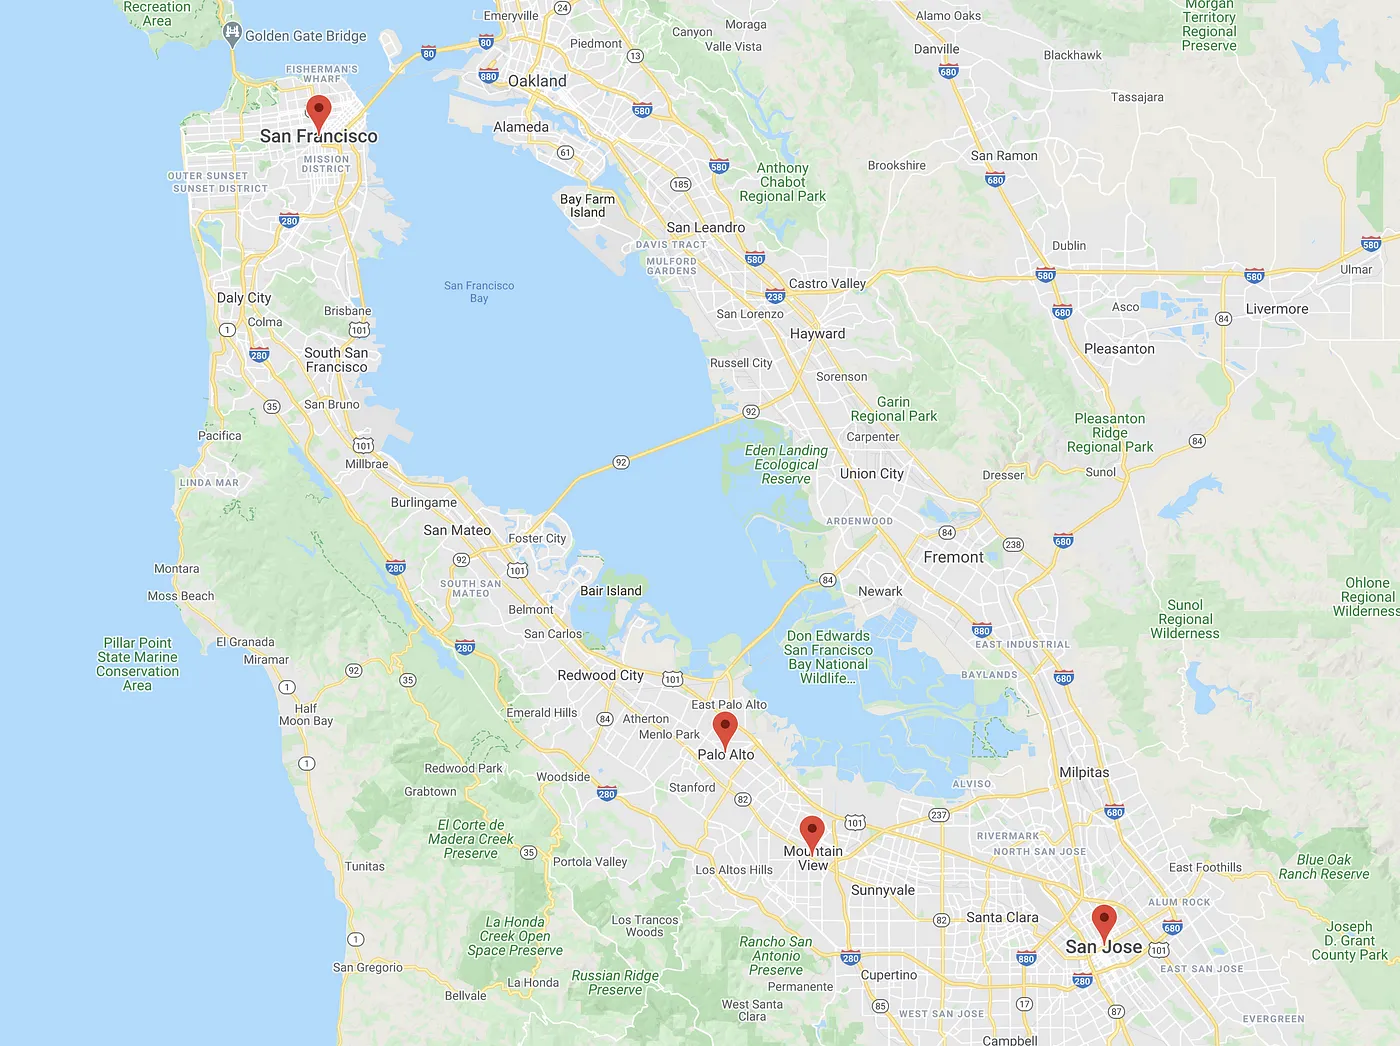 Recreation
Area
Golden Gate Bridge
Emeryville
24
Moraga
Canyon
Valle Vista
Piedmont
13
80
80
880
Oakland
Alamo Oaks
Danville
680
Blackhawk
Morgan
Territory
Regional
Preserve
Tassajara
FISHERMAN'S
WHARF
San Francisco
MISSION
DISTRICT
OUTER SUNSET
SUNSET DISTRICT
280
Alameda
61
580
580
185
Anthony
Chabot
Regional Park
Brookshire
San Ramon
680
Bay Farm
Island
San Leandro
DAVIS TRACT
MULFORD
GARDENS
580
Dublin
580
580
580
Ulmar
San Francisco
Bay
238
Castro Valley
San Lorenzo
Hayward
680
Asco
84
Livermore
Pleasanton
Daly City
Colma
Brisbane
1
101
280
South San
Francisco
Russell City
Sorenson
35
San Bruno
92
Garin
Regional Park
Pleasanton
Ridge
Regional Park
Pacifica
101
Millbrae
92
Carpenter
84
Eden Landing
Ecological
Reserve
Union City
Dresser
Sunol
LINDA MAR
Burlingame
San Mateo
Foster City
ARDENWOOD
84
238
680
92
101
280
Fremont
Montara
Moss Beach
SOUTH SAN
MATEO
Bair Island
84
Newark
Belmont
San Carlos
Sunol
Regional
Wilderness
Ohlone
Regional
Wilderness
Pillar Point
State Marine
Conservation
Area
El Granada
Miramar
280
Don Edwards
San Francisco
Bay National
Wildlife...
880
EAST INDUSTRIAL
BAYLANDS
680
92
35
1
Redwood City
101
Half
Moon Bay
Emerald Hills
84
Atherton
Menlo Park
East Palo Alto
Palo Alto
1
Redwood Park
Grabtown
Woodside
280
Stanford
82
Milpitas
ALVISO
680
237
El Corte de
Madera Creek
Preserve
35
Portola Valley
101
Mountain
View
RIVERMARK
NORTH SAN JOSE
Tunitas
Los Altos Hills
Sunnyvale
East Foothills
Blue Oak
Ranch Reserve
ALUM ROCK
La Honda
Creek Open
Space Preserve
Los Trancos
Woods
82
Santa Clara
680
Joseph
D. Grant
County Park
1
San Gregorio
Rancho San
Antonio
Preserve
280
880
San Jose
101
EAST SAN JOSE
La Honda
Bellvale
Russian Ridge
Preserve
Permanente
Cupertino
280
West Santa
Clara
85
WEST SAN JOSE
17
87
EVERGREEN
Campbell